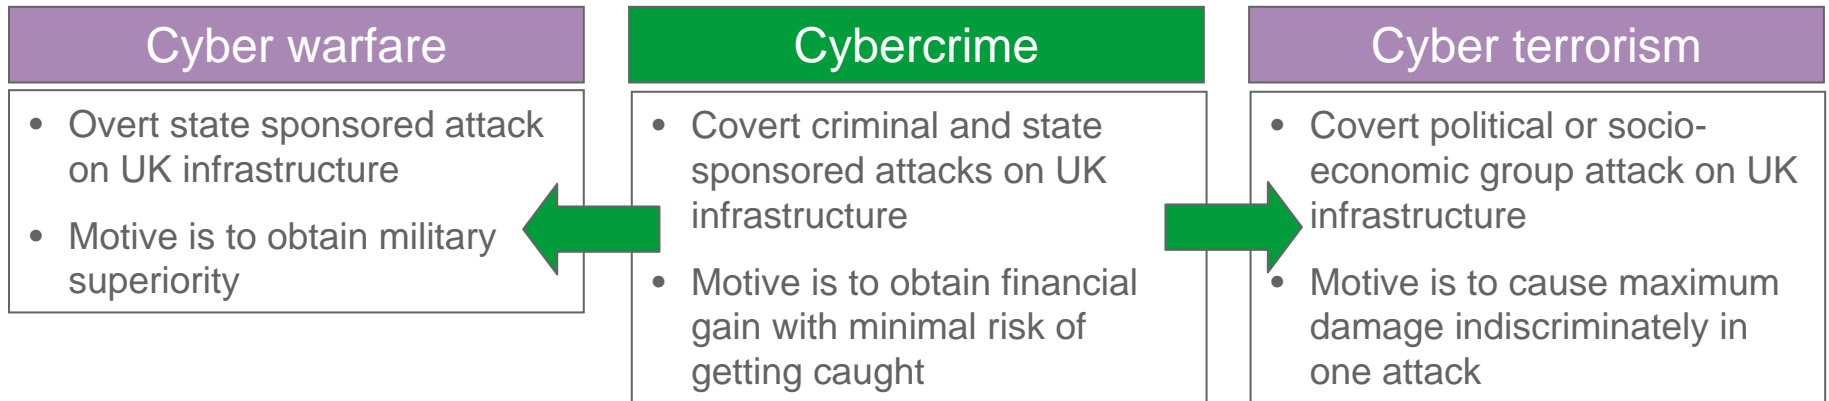 Cyber warfare
• Overt state sponsored attack
on UK infrastructure
• Motive is to obtain military
superiority
Cybercrime
• Covert criminal and state
sponsored attacks on UK
infrastructure
• Motive is to obtain financial
gain with minimal risk of
getting caught
Cyber terrorism
• Covert political or socio-
economic group attack on UK
infrastructure
• Motive is to cause maximum
damage indiscriminately in
one attack